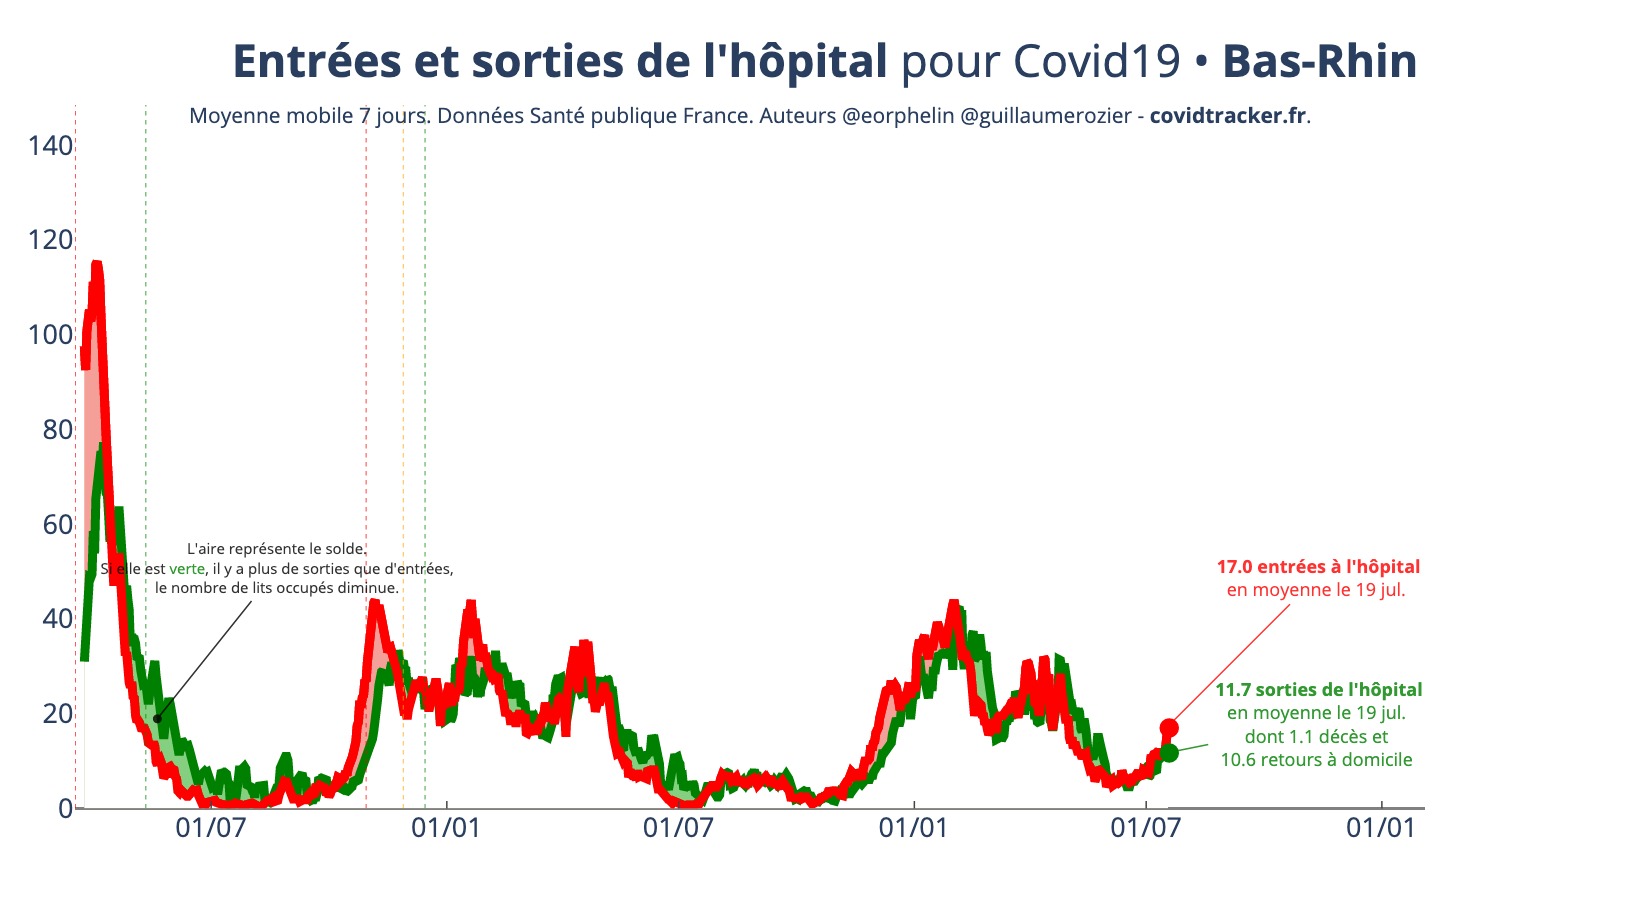 Entrées et sorties de l'hôpital pour Covid19 • Bas-Rhin
Moyenne mobile 7 jours. Données Santé publique France. Auteurs @eorphelin @guillaumerozier - covidtracker.fr.
140
120
100
80
60
40
20
0
L'aire représente le solde.
Si elle est verte, il y a plus de sorties que d'entrées,
le nombre de lits occupés diminue.
17.0 entrées à l'hôpital
en moyenne le 19 jul.
11.7 sorties de l'hôpital
en moyenne le 19 jul.
dont 1.1 décès et
10.6 retours à domicile
01/07
01/01
01/07
01/01
01/07
01/01